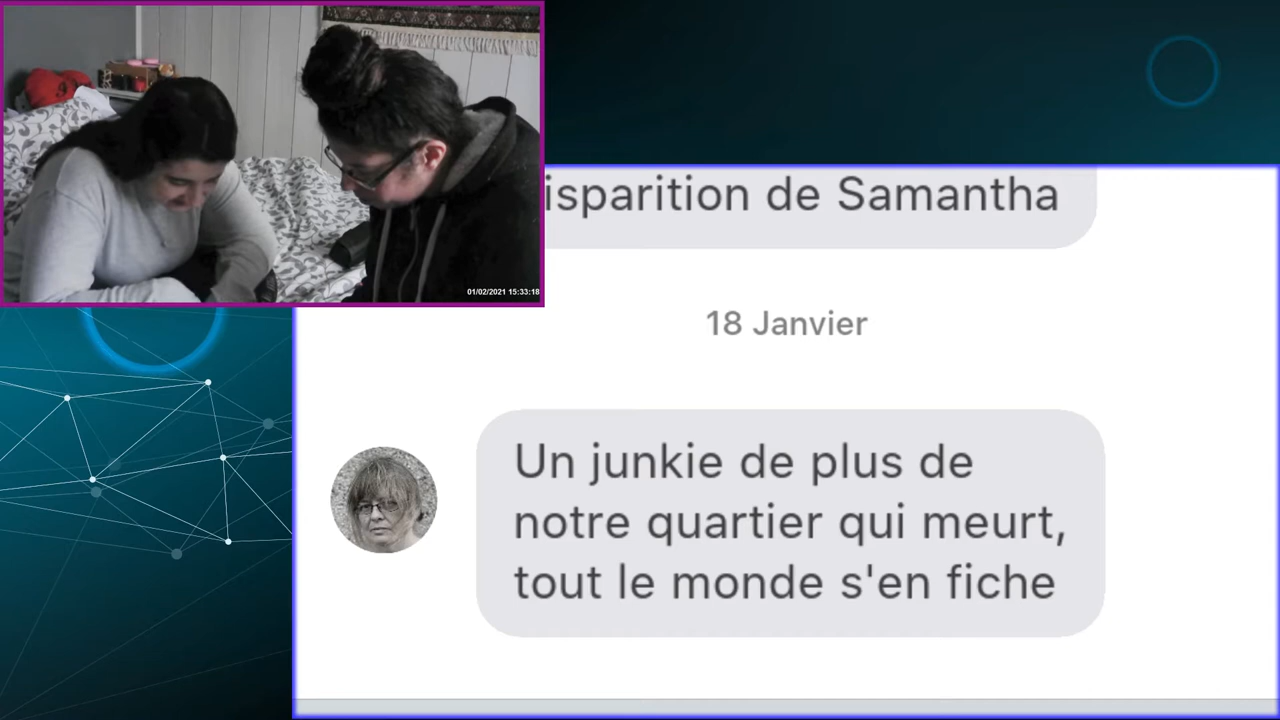 01/02/2021 15:33:18
isparition de Samantha
18 Janvier
Un junkie de plus de
notre quartier qui meurt,
tout le monde s'en fiche